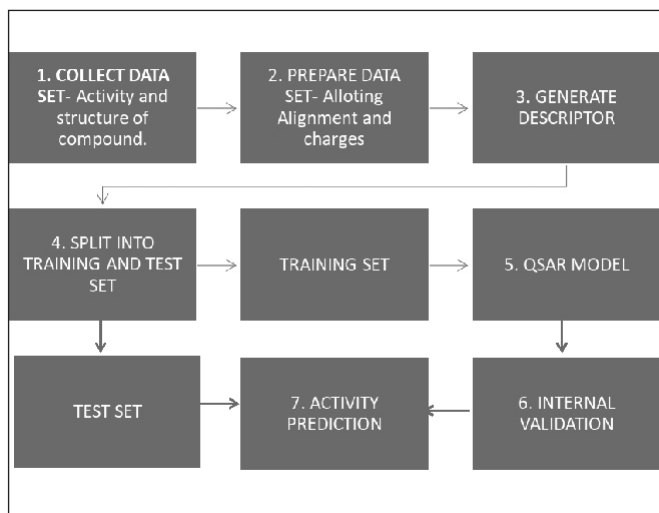 1. COLLECT DATA
SET- Activity and
structure of
compound.
2. PREPARE DATA
SET- Alloting
Alignment and
charges
3. GENERATE
DESCRIPTOR
4. SPLIT INTO
TRAINING AND TEST
SET
TRAINING SET
5. QSAR MODEL
TEST SET
7. ACTIVITY
PREDICTION
6. INTERNAL
VALIDATION